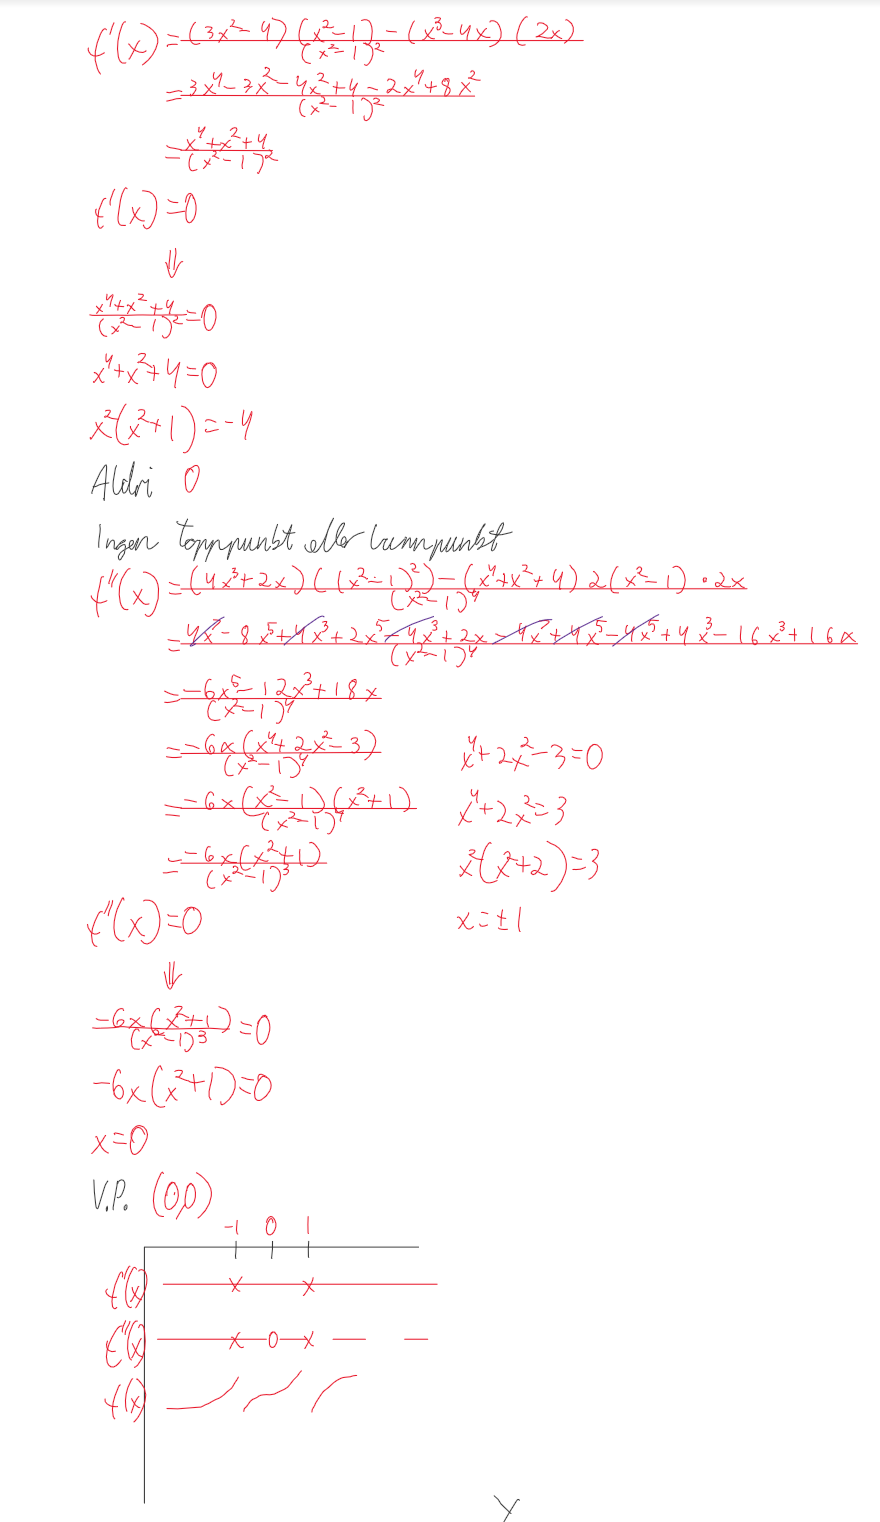 f'(x) = (3x²-4)(x²-1)-(x³-4x)(2x) / (x²-1)²
= 3x⁴-3x²-4x²+4-2x⁴+8x² / (x²-1)²
= x⁴+x²+4 / (x²-1)²
f'(x)=0
⇓
x⁴+x²+4 / (x²-1)² =0
x⁴+x²+4=0
x²(x²+1)=-4
Aldri 0
Ingen toppunkt eller bunnpunkt
f''(x) = (4x³+2x)((x²-1)²)-(x⁴+x²+4)2(x²-1)·2x / (x²-1)⁴
= 4x⁷-8x⁵+4x³+2x⁵-4x³+2x-4x⁷+4x⁵-4x⁵+4x³-16x³+16x / (x²-1)⁴
= -6x⁵-12x³+18x / (x²-1)⁴
= -6x(x⁴+2x²-3) / (x²-1)⁴
x⁴+2x²-3=0
= -6x(x²-1)(x²+1) / (x²-1)⁴
x⁴+2x²=3
= -6x(x²+1) / (x²-1)³
x²(x²+2)=3
f''(x)=0
x=±1
⇓
-6x(x²+1) / (x²-1)³ =0
-6x(x²+1)=0
x=0
V.P. (0,0)
-1 0 1
f'(x) x x
f''(x) x 0 x
f(x)
y